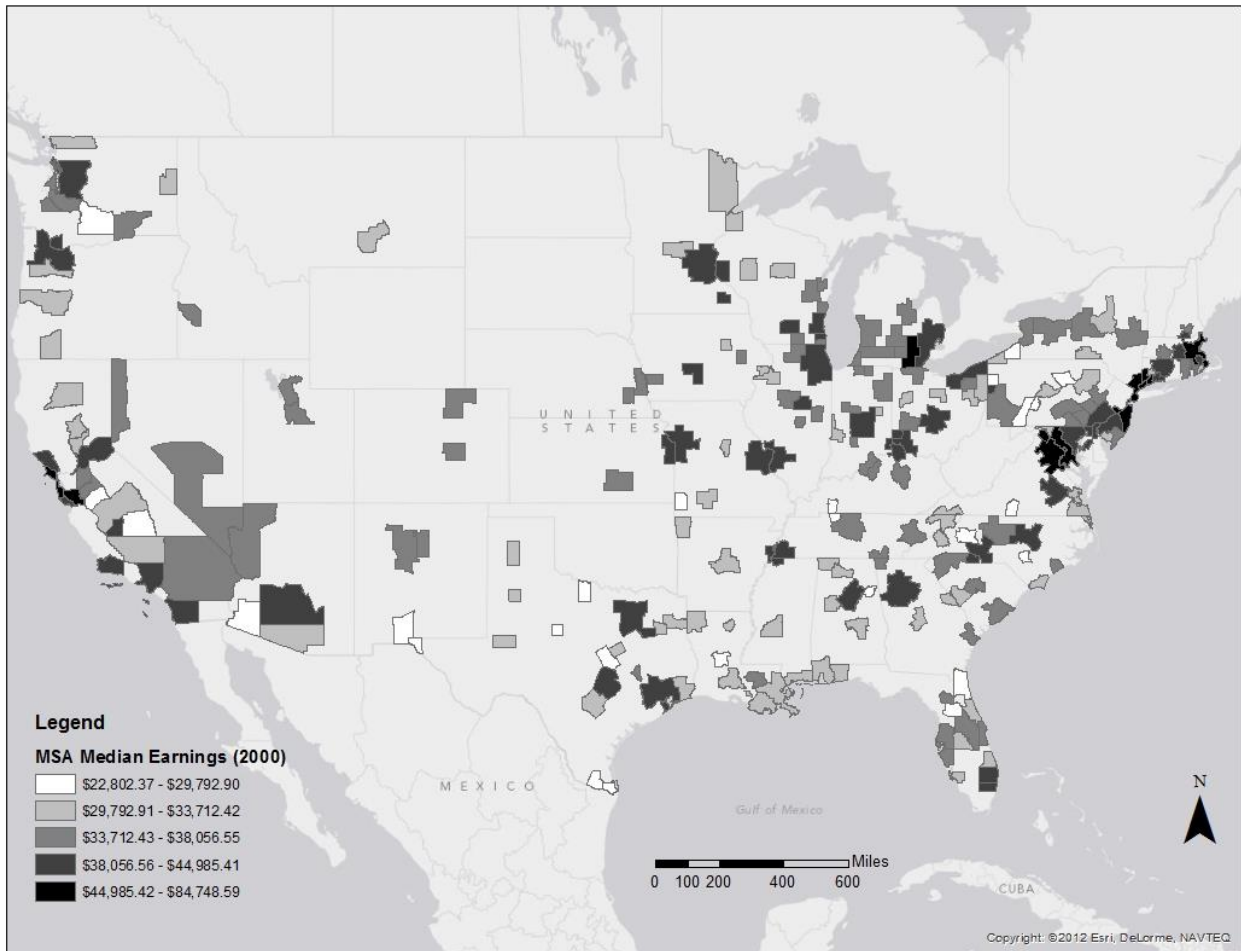 UNITED
STATES
MEXICO
Gulf of Mexico
CUBA
N
Legend
MSA Median Earnings (2000)
$22,802.37 - $29,792.90
$29,792.91 - $33,712.42
$33,712.43 - $38,056.55
$38,056.56 - $44,985.41
$44,985.42 - $84,748.59
Miles
0 100 200 400 600
Copyright: ©2012 Esri, DeLorme, NAVTEQ